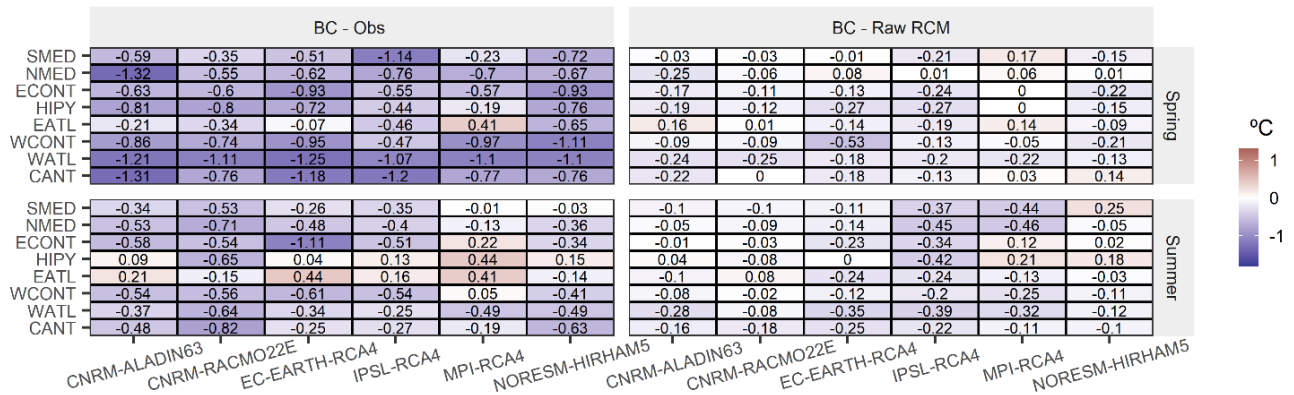 BC - Obs BC - Raw RCM
SMED -0.59 -0.35 -0.51 -1.14 -0.23 -0.72 -0.03 -0.03 -0.01 -0.21 0.17 -0.15
NMED -1.32 -0.55 -0.62 -0.76 -0.7 -0.67 -0.25 -0.06 0.08 0.01 0.06 0.01
ECONT -0.63 -0.6 -0.93 -0.55 -0.57 -0.93 -0.17 -0.11 -0.13 -0.24 0 -0.22
HIPY -0.81 -0.8 -0.72 -0.44 -0.19 -0.76 -0.19 -0.12 -0.27 -0.27 0 -0.15
EATL -0.21 -0.34 -0.07 -0.46 0.41 -0.65 0.16 0.01 -0.14 -0.19 0.14 -0.09
WCONT -0.86 -0.74 -0.95 -0.47 -0.97 -1.11 -0.09 -0.09 -0.53 -0.13 -0.05 -0.21
WATL -1.21 -1.11 -1.25 -1.07 -1.1 -1.1 -0.24 -0.25 -0.18 -0.2 -0.22 -0.13
CANT -1.31 -0.76 -1.18 -1.2 -0.77 -0.76 -0.22 0 -0.18 -0.13 0.03 0.14
Spring
SMED -0.34 -0.53 -0.26 -0.35 -0.01 -0.03 -0.1 -0.1 -0.11 -0.37 -0.44 0.25
NMED -0.53 -0.71 -0.48 -0.4 -0.13 -0.36 -0.05 -0.09 -0.14 -0.45 -0.46 -0.05
ECONT -0.58 -0.54 -1.11 -0.51 0.22 -0.34 -0.01 -0.03 -0.23 -0.34 0.12 0.02
HIPY 0.09 -0.65 0.04 0.13 0.44 0.15 0.04 -0.08 0 -0.42 0.21 0.18
EATL 0.21 -0.15 0.44 0.16 0.41 -0.14 -0.1 0.08 -0.24 -0.24 -0.13 -0.03
WCONT -0.54 -0.56 -0.61 -0.54 0.05 -0.41 -0.08 -0.02 -0.12 -0.2 -0.25 -0.11
WATL -0.37 -0.64 -0.34 -0.25 -0.49 -0.49 -0.28 -0.08 -0.35 -0.39 -0.32 -0.12
CANT -0.48 -0.82 -0.25 -0.27 -0.19 -0.63 -0.16 -0.18 -0.25 -0.22 -0.11 -0.1
Summer
CNRM-ALADIN63 CNRM-RACMO22E EC-EARTH-RCA4 IPSL-RCA4 MPI-RCA4 NORESM-HIRHAM5 CNRM-ALADIN63 CNRM-RACMO22E EC-EARTH-RCA4 IPSL-RCA4 MPI-RCA4 NORESM-HIRHAM5
ºC
1
0
-1